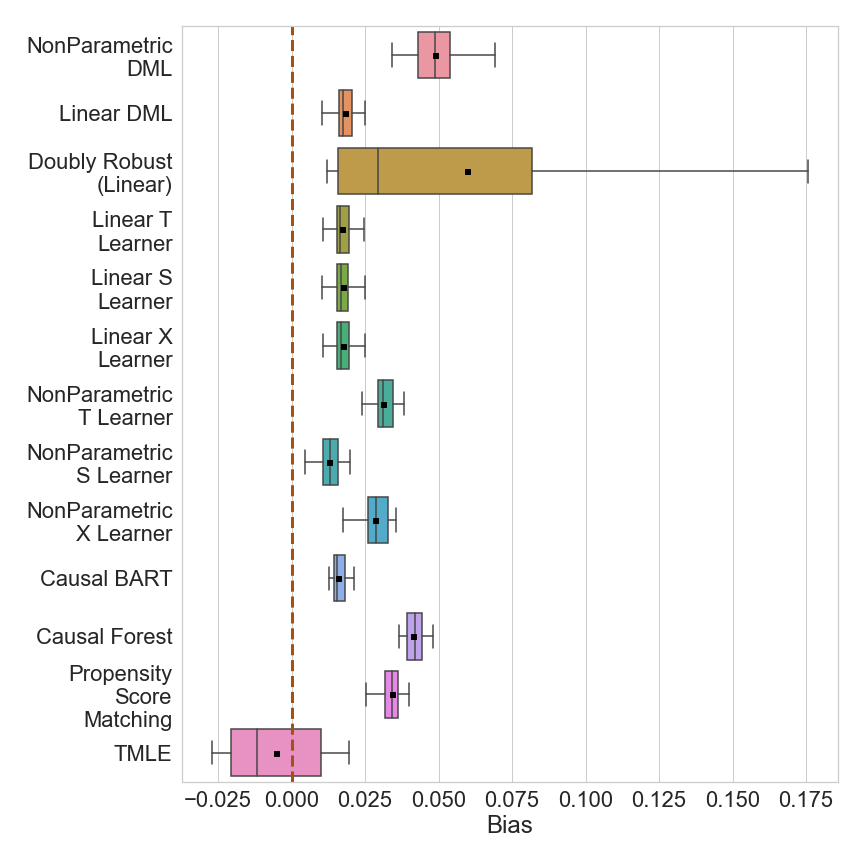 NonParametric
DML
Linear DML
Doubly Robust
(Linear)
Linear T
Learner
Linear S
Learner
Linear X
Learner
NonParametric
T Learner
NonParametric
S Learner
NonParametric
X Learner
Causal BART
Causal Forest
Propensity
Score
Matching
TMLE
−0.025 0.000 0.025 0.050 0.075 0.100 0.125 0.150 0.175
Bias